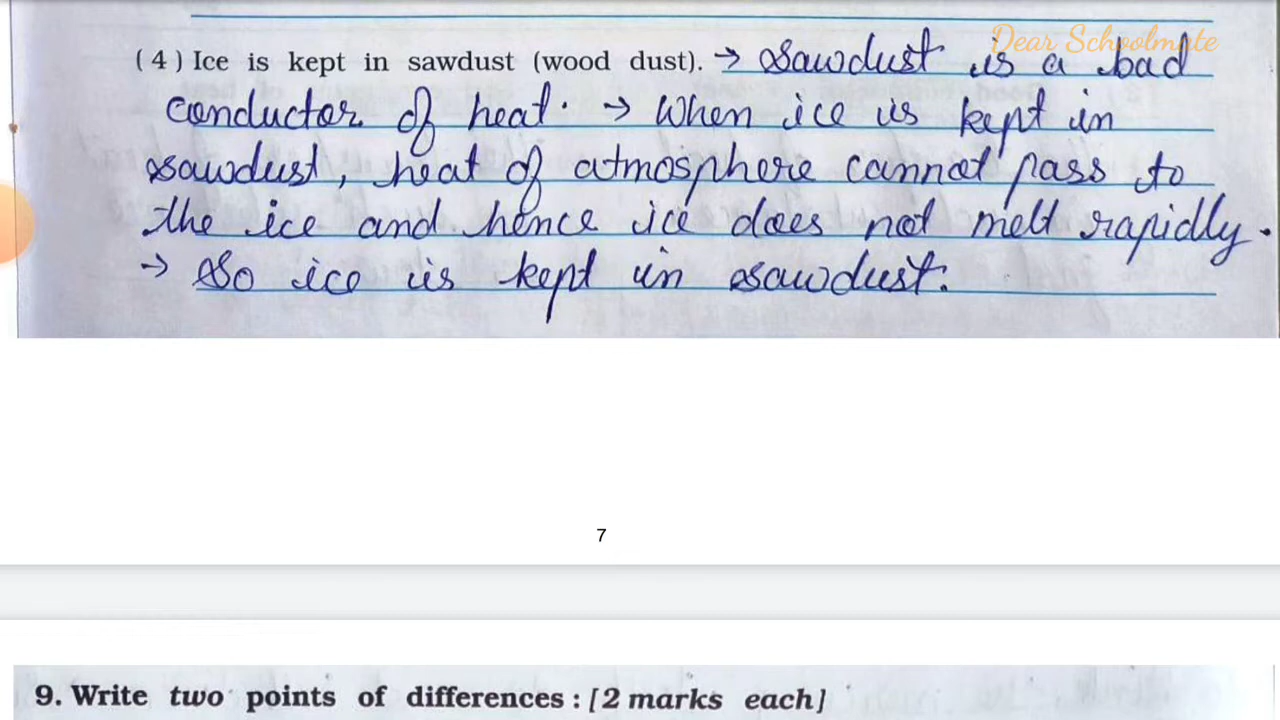 Dear Schoolmate
(4) Ice is kept in sawdust (wood dust). → Sawdust is a bad
conductor of heat. → When ice is kept in
sawdust, heat of atmosphere cannot pass to
the ice and hence ice does not melt rapidly.
→ So ice is kept in sawdust.
7
9. Write two points of differences : [2 marks each]